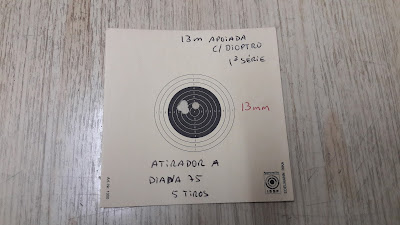 13m APOIADA
C/ DIOPTRO
1ª SÉRIE
13mm
ATIRADOR A
DIANA 75
5 TIROS